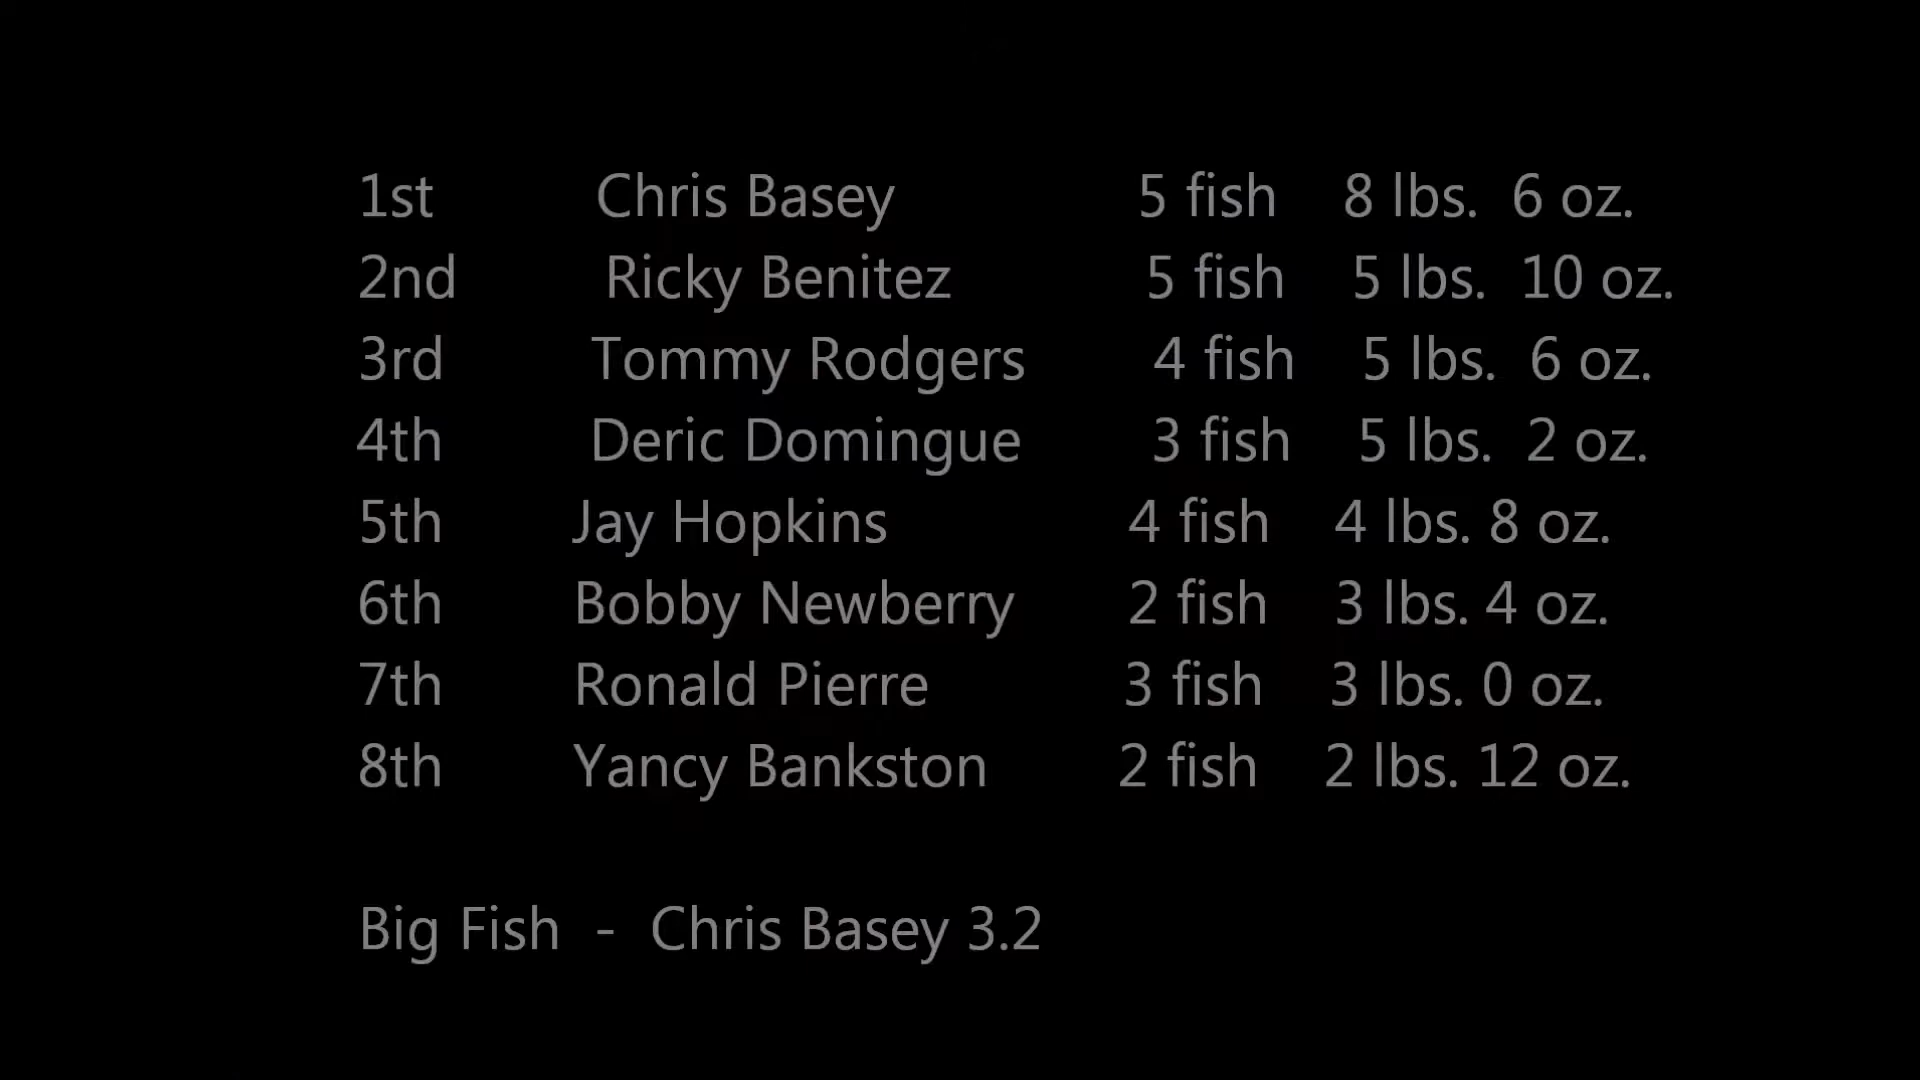 1st Chris Basey 5 fish 8 lbs. 6 oz.
2nd Ricky Benitez 5 fish 5 lbs. 10 oz.
3rd Tommy Rodgers 4 fish 5 lbs. 6 oz.
4th Deric Domingue 3 fish 5 lbs. 2 oz.
5th Jay Hopkins 4 fish 4 lbs. 8 oz.
6th Bobby Newberry 2 fish 3 lbs. 4 oz.
7th Ronald Pierre 3 fish 3 lbs. 0 oz.
8th Yancy Bankston 2 fish 2 lbs. 12 oz.
Big Fish - Chris Basey 3.2